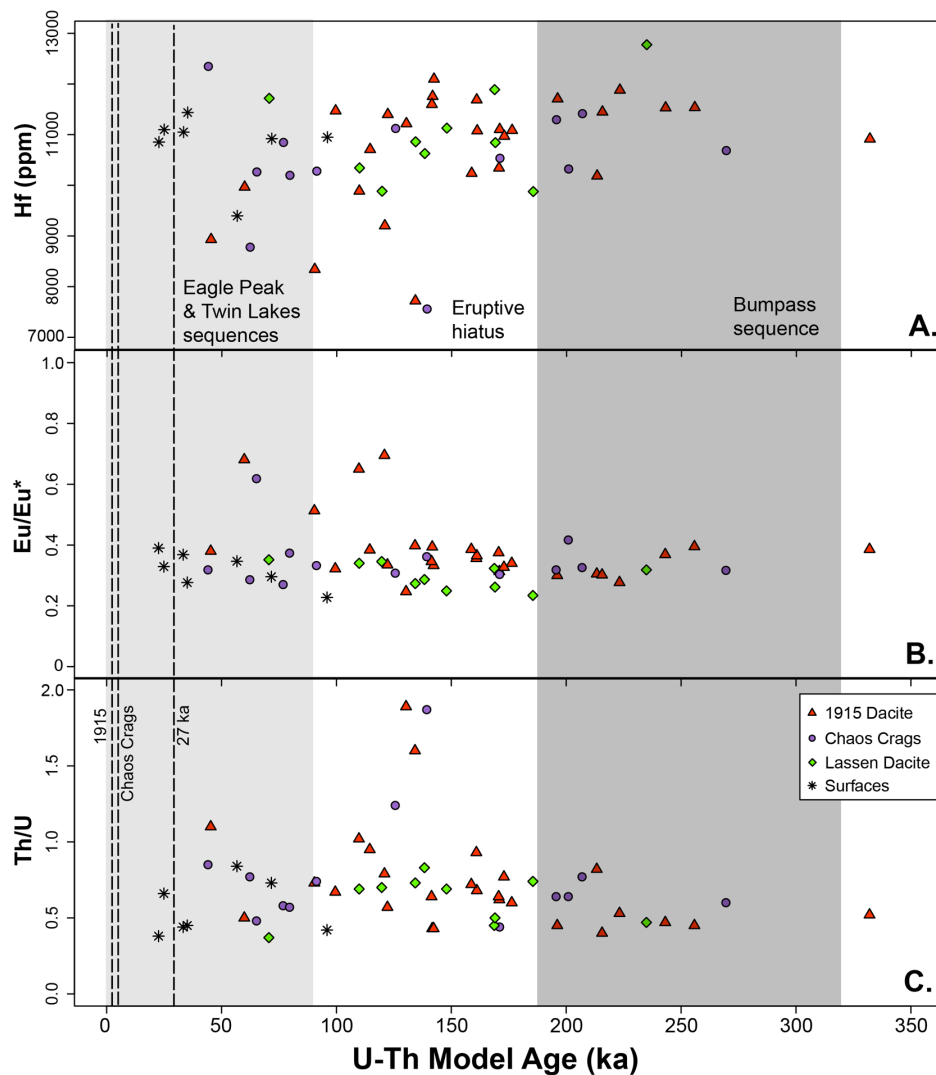 13000
11000
9000
8000
7000
Hf (ppm)
Eagle Peak
& Twin Lakes
sequences
Eruptive
hiatus
Bumpass
sequence
A.
1.0
0.8
0.6
0.4
0.2
0
Eu/Eu*
B.
2.0
1.5
1.0
0.5
0.0
Th/U
1915
Chaos Crags
27 ka
1915 Dacite
Chaos Crags
Lassen Dacite
Surfaces
C.
0 50 100 150 200 250 300 350
U-Th Model Age (ka)